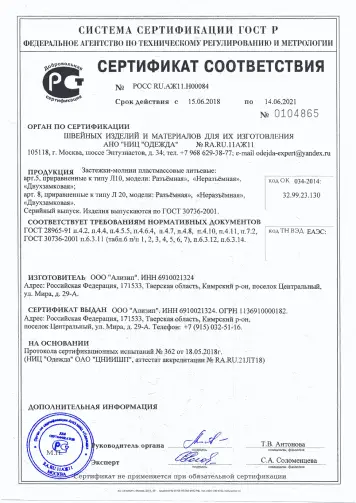 СИСТЕМА СЕРТИФИКАЦИИ ГОСТ Р
ФЕДЕРАЛЬНОЕ АГЕНТСТВО ПО ТЕХНИЧЕСКОМУ РЕГУЛИРОВАНИЮ И МЕТРОЛОГИИ
Добровольная
сертификация
СЕРТИФИКАТ СООТВЕТСТВИЯ
№ РОСС RU.АЖ11.Н00084
Срок действия с 15.06.2018 по 14.06.2021
№ 0104865
ОРГАН ПО СЕРТИФИКАЦИИ
ШВЕЙНЫХ ИЗДЕЛИЙ И МАТЕРИАЛОВ ДЛЯ ИХ ИЗГОТОВЛЕНИЯ
АНО "НИЦ "ОДЕЖДА" № RA.RU.11АЖ11
105118, г. Москва, шоссе Энтузиастов, д. 34, тел. +7 968 629-38-77; e-mail odejda-expert@yandex.ru
ПРОДУКЦИЯ Застежки-молнии пластмассовые литьевые:
арт.5, приравненные к типу Л10, модели: Разъёмная», «Неразъёмная»,
«Двухзамковая»;
арт. 8, приравненные к типу Л 20, модели: Разъёмная», «Неразъёмная»,
«Двухзамковая».
Серийный выпуск. Изделия выпускаются по ГОСТ 30736-2001.
код ОК 034-2014:
32.99.23.130
СООТВЕТСТВУЕТ ТРЕБОВАНИЯМ НОРМАТИВНЫХ ДОКУМЕНТОВ
ГОСТ 28965-91 п.4.2, п.4.4, п.4.5, п.4.6.4, п.4.7, п.4.8, п.4.10, п.4.11, п.7.2,
ГОСТ 30736-2001 п.6.3.11 (табл.6 п/п 1, 2, 3, 4, 5, 6, 7), п.6.3.12, п.6.3.14.
код ТН ВЭД ЕАЭС:
ИЗГОТОВИТЕЛЬ ООО "Ализип". ИНН 6910021324
Адрес: Российская Федерация, 171533, Тверская область, Кимрский р-он, поселок Центральный,
ул. Мира, д. 29-А.
СЕРТИФИКАТ ВЫДАН ООО "Ализип". ИНН 6910021324. ОГРН 1136910000182.
Адрес: Российская Федерация, 171533, Тверская область, Кимрский р-он.
поселок Центральный, ул. Мира, д. 29-А. Телефон: +7 (915) 032-51-16.
НА ОСНОВАНИИ
Протокола сертификационных испытаний № 362 от 18.05.2018г.
(НИЦ "Одежда" ОАО "ЦНИИШП", аттестат аккредитации № RA.RU.21ЛТ18)
ДОПОЛНИТЕЛЬНАЯ ИНФОРМАЦИЯ
ДЛЯ
СЕРТИФИКАТОВ
RA.RU.11АЖ11
МОСКВА
М.П.
Руководитель органа
Т.В. Антонова
Эксперт
С.А. Соломенцева
Сертификат не применяется при обязательной сертификации